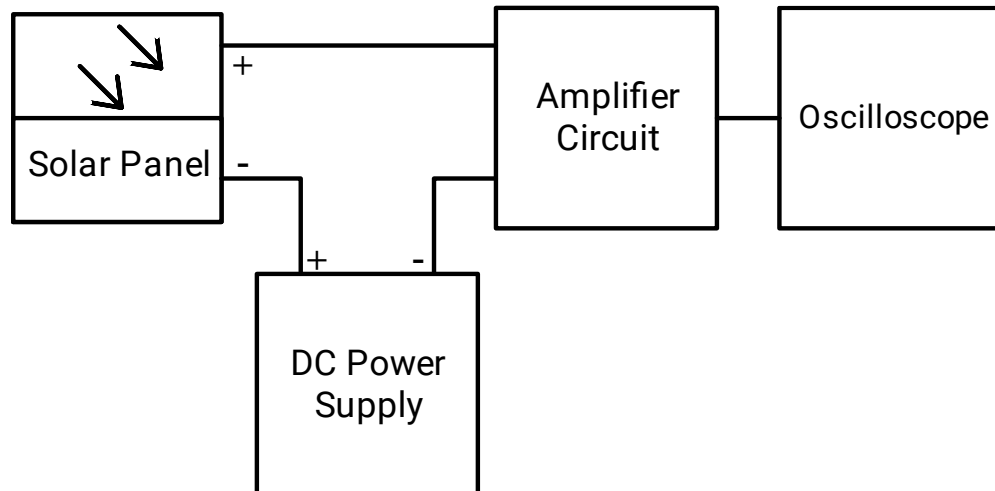 Amplifier
Circuit
Oscilloscope
+
Solar Panel
-
+
-
DC Power
Supply